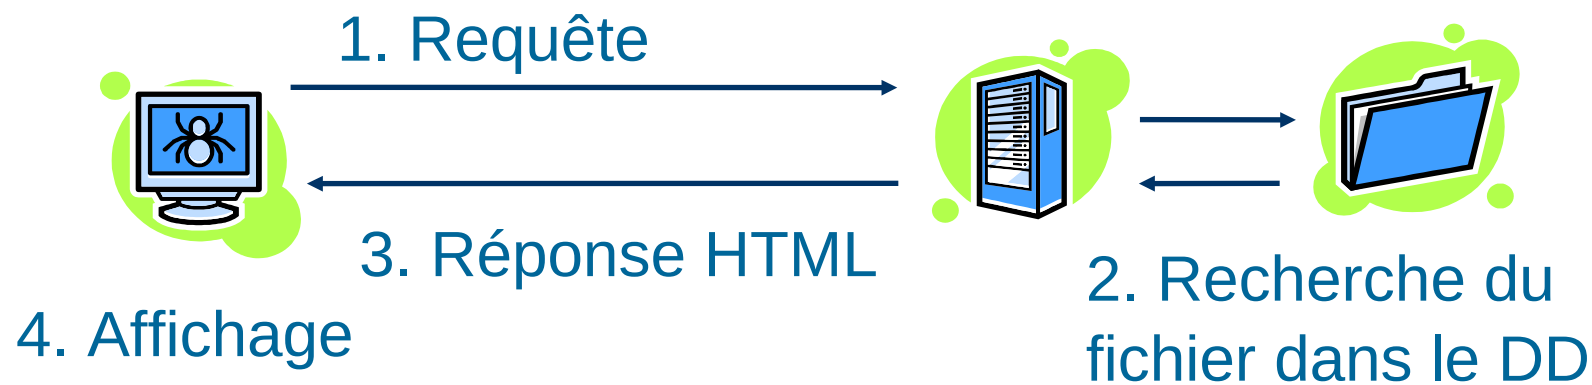 1. Requête
3. Réponse HTML
2. Recherche du
fichier dans le DD
4. Affichage